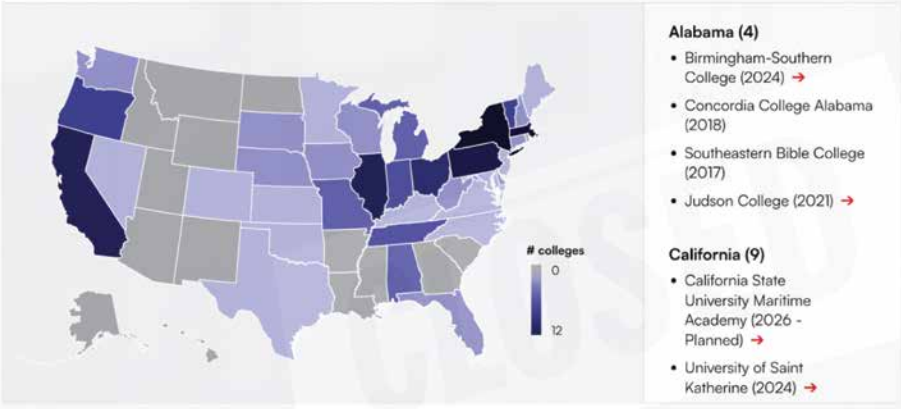 # colleges
0
12
Alabama (4)
• Birmingham-Southern
College (2024) →
• Concordia College Alabama
(2018)
• Southeastern Bible College
(2017)
• Judson College (2021) →
California (9)
• California State
University Maritime
Academy (2026 -
Planned) →
• University of Saint
Katherine (2024) →
CLOSED